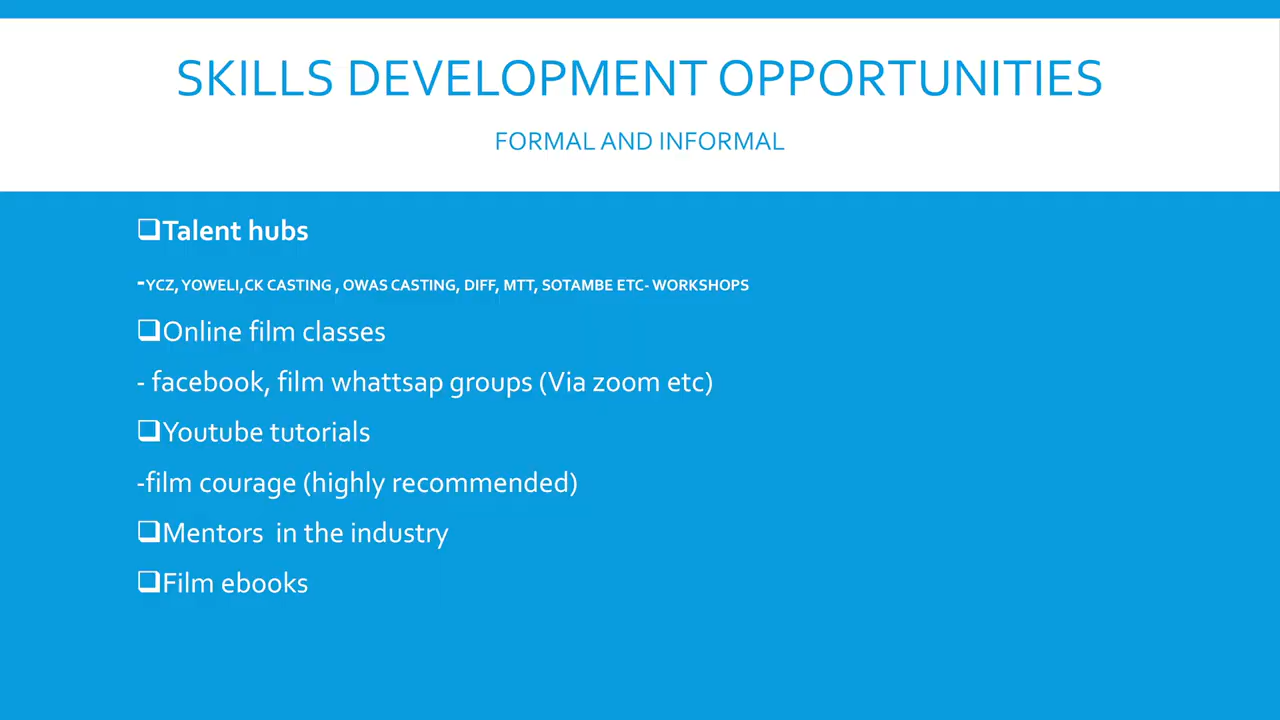 SKILLS DEVELOPMENT OPPORTUNITIES
FORMAL AND INFORMAL
❑Talent hubs
-YCZ, YOWELI,CK CASTING , OWAS CASTING, DIFF, MTT, SOTAMBE ETC- WORKSHOPS
❑Online film classes
- facebook, film whattsap groups (Via zoom etc)
❑Youtube tutorials
-film courage (highly recommended)
❑Mentors  in the industry
❑Film ebooks